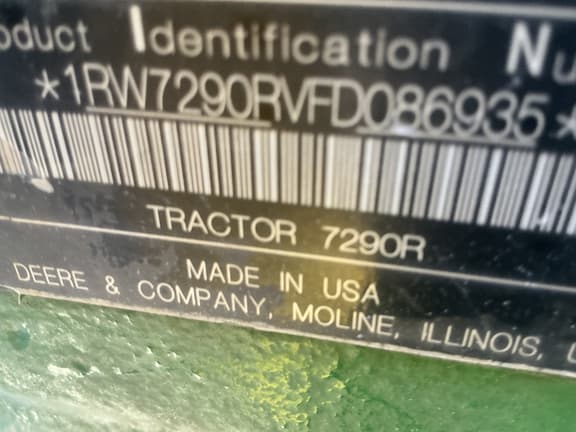 oduct Identification Nu
*1RW7290RVFD086935*
TRACTOR 7290R
MADE IN USA
DEERE & COMPANY, MOLINE, ILLINOIS,